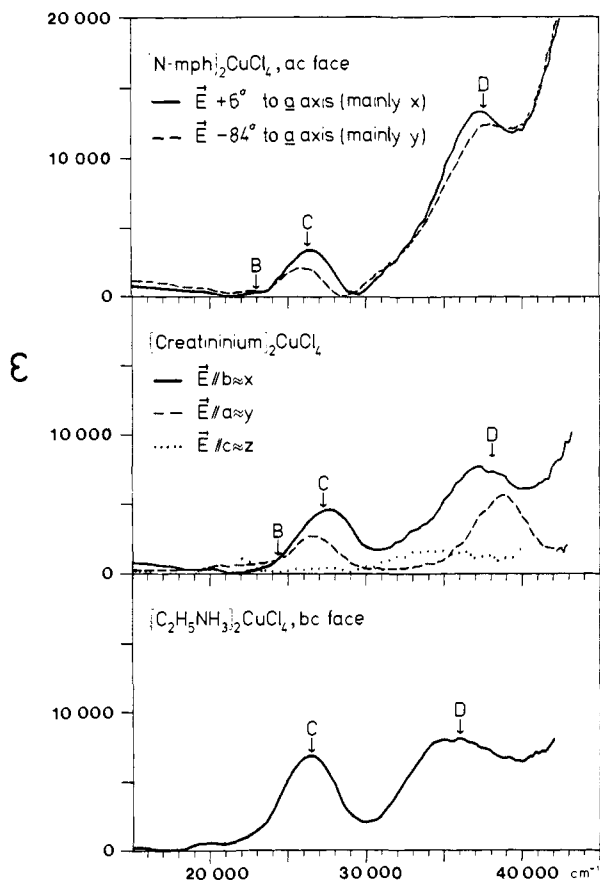 20 000
[N-mph]2CuCl4, ac face
E⃗ +6° to a axis (mainly x)
E⃗ -84° to a axis (mainly y)
D
10 000
C
B
0
[Creatininium]2CuCl4
E⃗ // b≈x
E⃗ // a≈y
E⃗ // c≈z
ε
10 000
D
C
B
0
[C2H5NH3]2CuCl4, bc face
10 000
C
D
0
20 000 30 000 40 000 cm-1